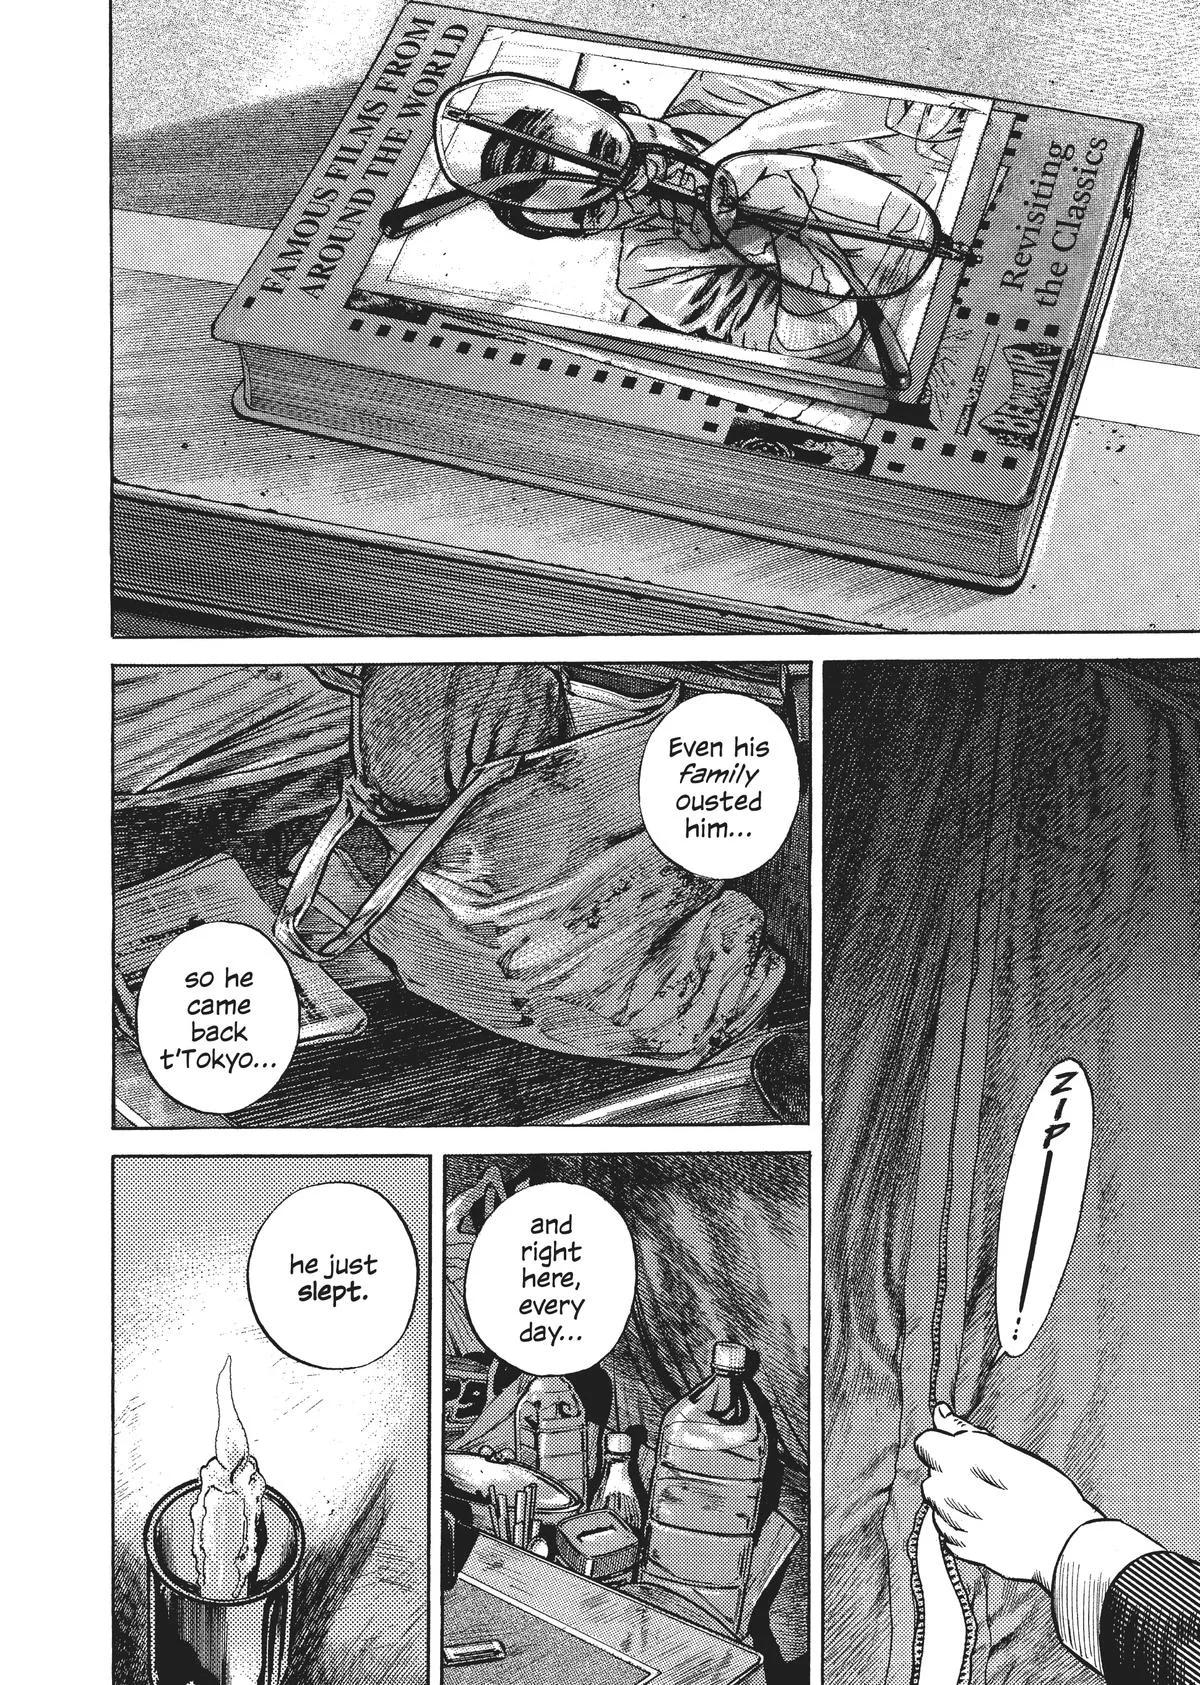 FAMOUS FILMS FROM
AROUND THE WORLD
Revisiting
the Classics
ZIP
Even his
family
ousted
him...
so he
came
back
t'Tokyo...
and
right
here,
every
day...
he just
slept.